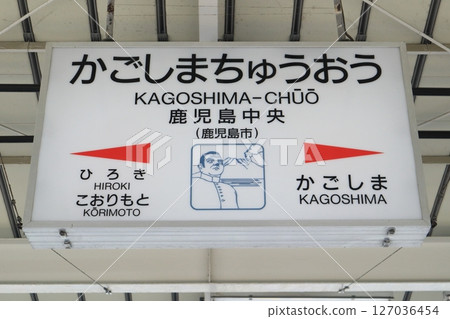 かごしまちゅうおう
KAGOSHIMA-CHŪŌ
鹿児島中央
(鹿児島市)
ひろき
HIROKI
こおりもと
KŌRIMOTO
かごしま
KAGOSHIMA
PIXTA
127036454